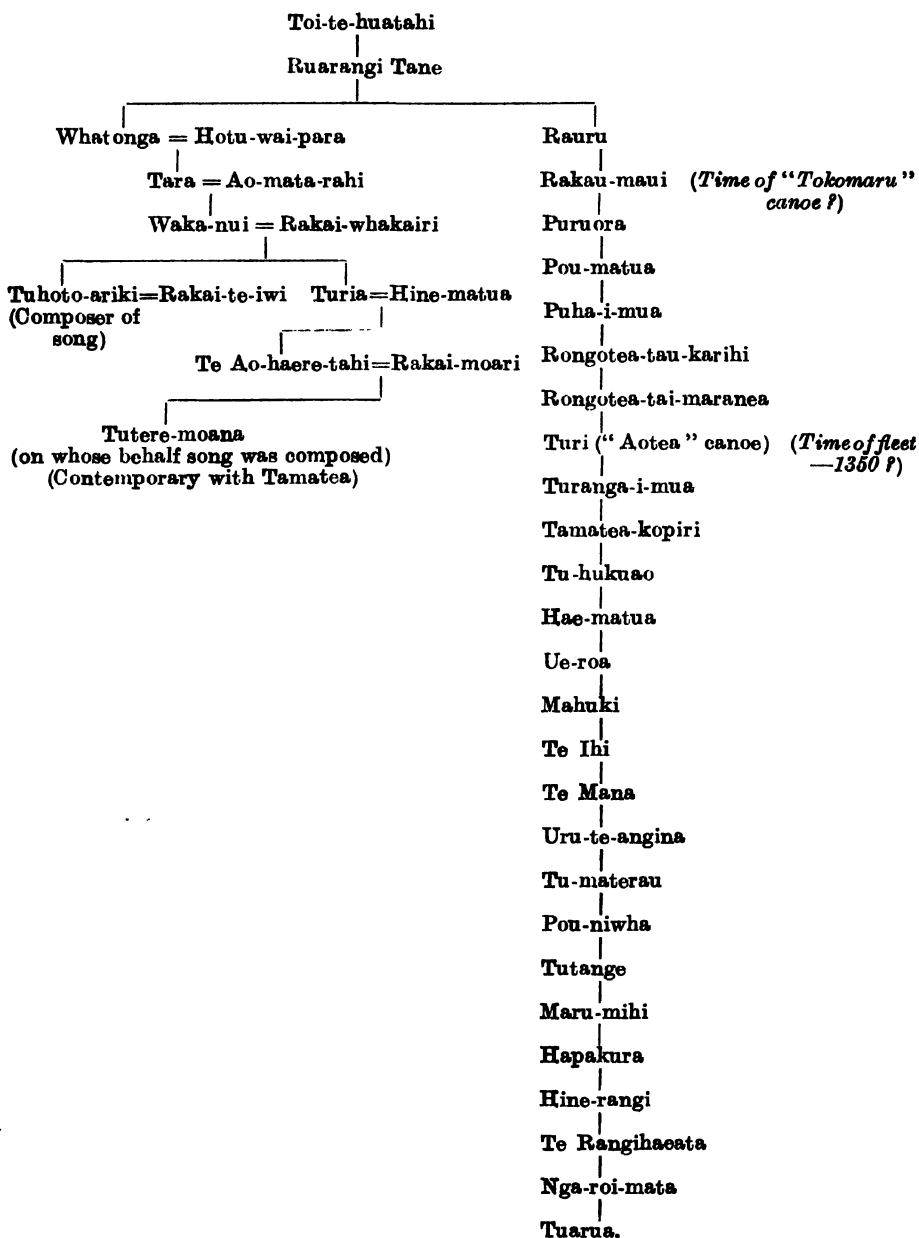 Toi-te-huatahi
Ruarangi Tane
Whatonga = Hotu-wai-para
Tara = Ao-mata-rahi
Waka-nui = Rakai-whakairi
Tuhoto-ariki=Rakai-te-iwi Turia=Hine-matua
(Composer of
song)
Te Ao-haere-tahi=Rakai-moari
Tutere-moana
(on whose behalf song was composed)
(Contemporary with Tamatea)
Rauru
Rakau-maui (Time of "Tokomaru"
canoe?)
Puruora
Pou-matua
Puha-i-mua
Rongotea-tau-karihi
Rongotea-tai-maranea
Turi ("Aotea" canoe) (Time of fleet
—1350?)
Turanga-i-mua
Tamatea-kopiri
Tu-hukuao
Hae-matua
Ue-roa
Mahuki
Te Ihi
Te Mana
Uru-te-angina
Tu-materau
Pou-niwha
Tutange
Maru-mihi
Hapakura
Hine-rangi
Te Rangihaeata
Nga-roi-mata
Tuarua.